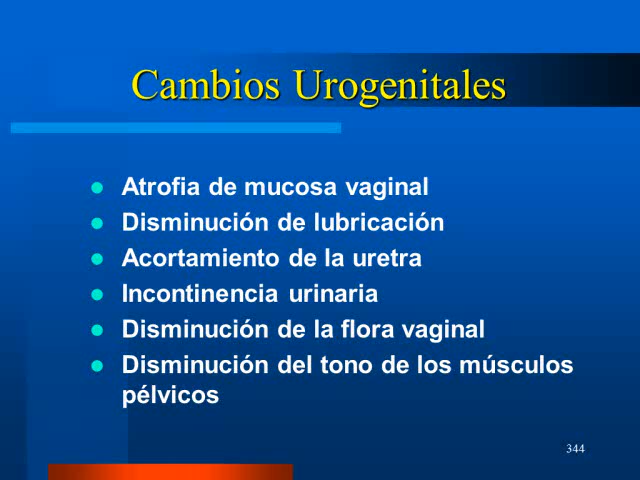 Cambios Urogenitales
Atrofia de mucosa vaginal
Disminución de lubricación
Acortamiento de la uretra
Incontinencia urinaria
Disminución de la flora vaginal
Disminución del tono de los músculos
pélvicos
344